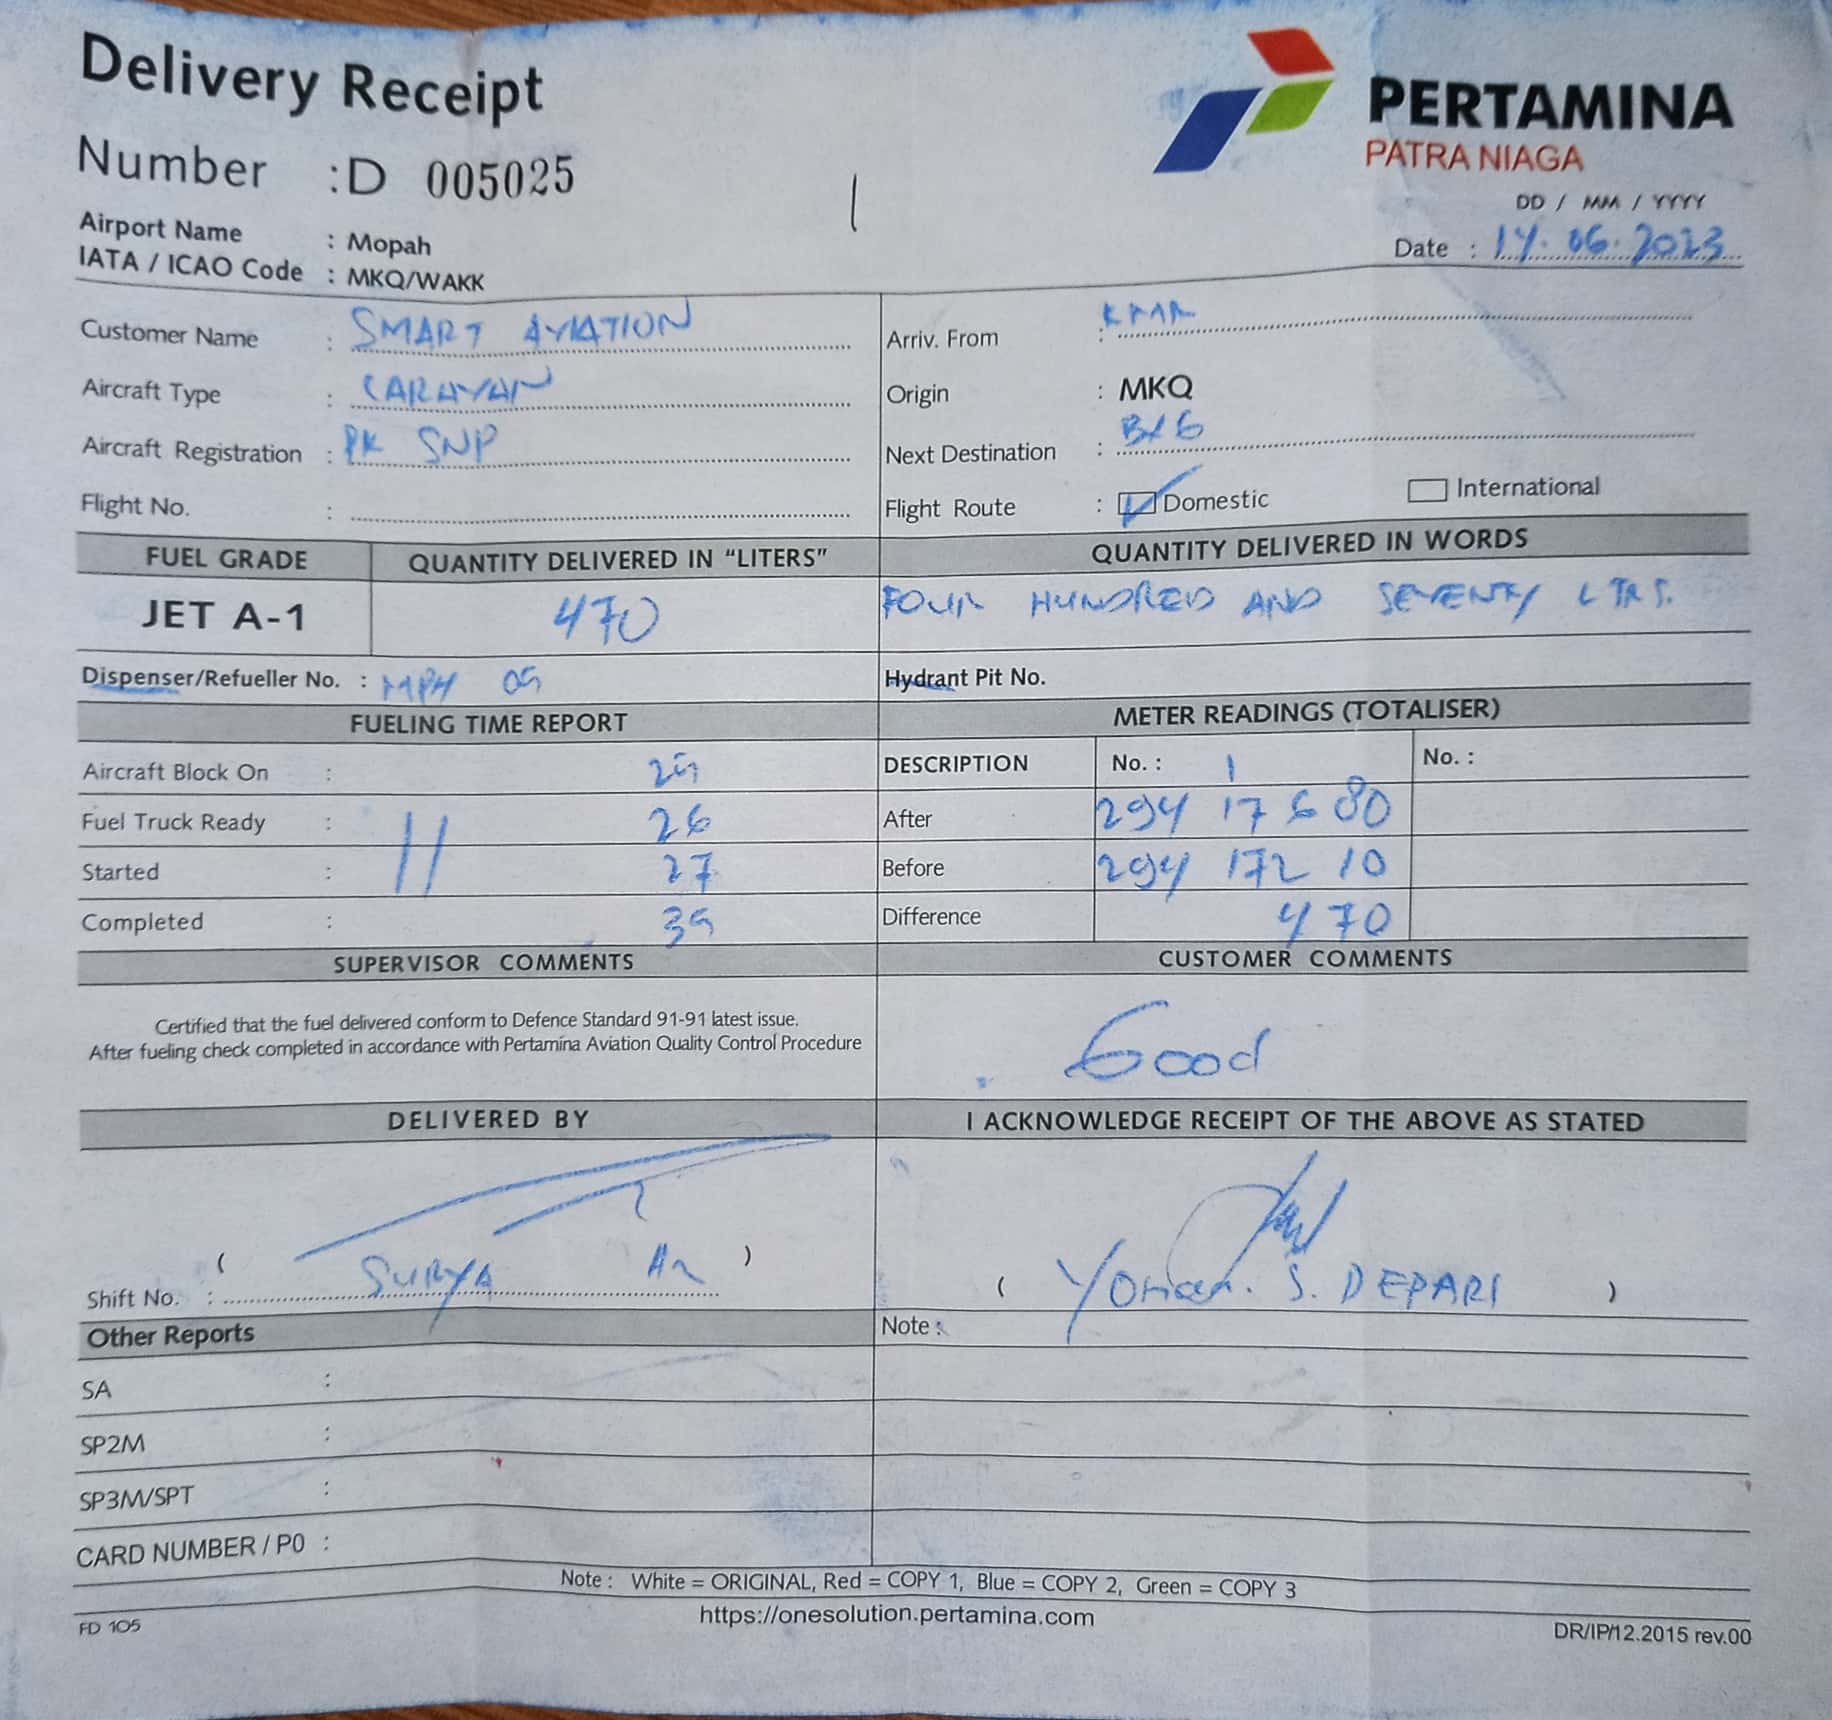 Delivery Receipt
PERTAMINA
PATRA NIAGA
Number :D 005025
DD / MM / YYYY
Date : 14.06.2023
Airport Name : Mopah
IATA / ICAO Code : MKQ/WAKK
Customer Name : SMART AVIATION
Arriv. From :
Aircraft Type : CARAVAN
Origin : MKQ
Aircraft Registration : PK SNP
Next Destination : BXG
Flight No. :
Flight Route : Domestic International
FUEL GRADE QUANTITY DELIVERED IN "LITERS" QUANTITY DELIVERED IN WORDS
JET A-1 470 FOUR HUNDRED AND SEVENTY LTRS.
Dispenser/Refueller No. : MPH
Hydrant Pit No.
FUELING TIME REPORT METER READINGS (TOTALISER)
Aircraft Block On :
DESCRIPTION No. : 1 No. :
Fuel Truck Ready : 11 26
After 294 17 6 80
Started : 27
Before 294 172 10
Completed :
Difference 470
SUPERVISOR COMMENTS CUSTOMER COMMENTS
Certified that the fuel delivered conform to Defence Standard 91-91 latest issue.
After fueling check completed in accordance with Pertamina Aviation Quality Control Procedure
Good
DELIVERED BY I ACKNOWLEDGE RECEIPT OF THE ABOVE AS STATED
Shift No. : ( SURYA )
( S. DEPARI )
Other Reports
Note :
SA :
SP2M :
SP3M/SPT :
CARD NUMBER / P0 :
Note : White = ORIGINAL, Red = COPY 1, Blue = COPY 2, Green = COPY 3
https://onesolution.pertamina.com
FD 105
DR/IP/12.2015 rev.00